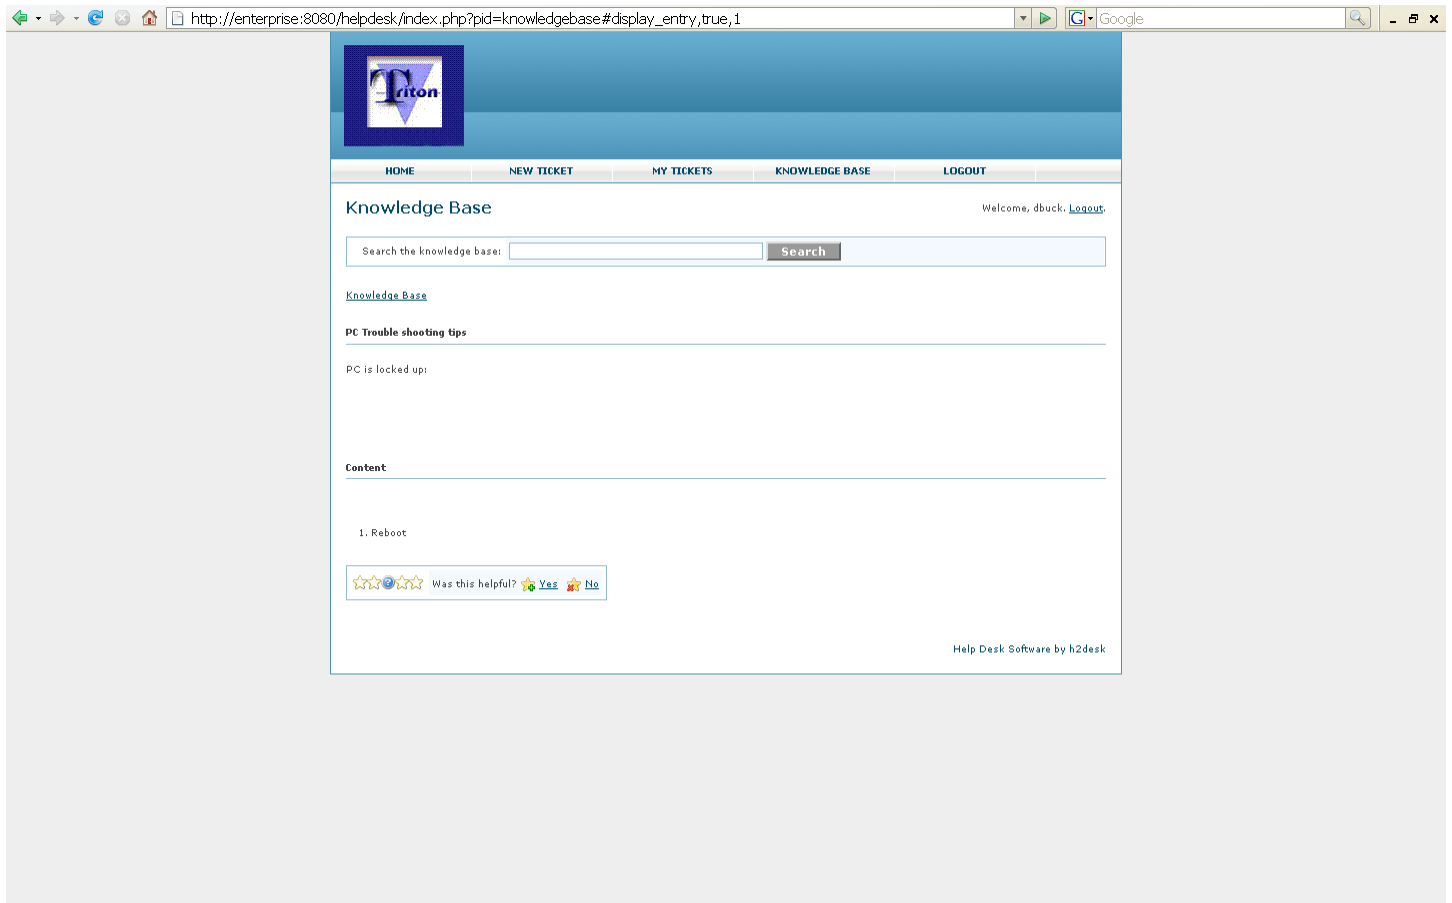 http://enterprise:8080/helpdesk/index.php?pid=knowledgebase#display_entry,true,1 G Google
Triton
HOME NEW TICKET MY TICKETS KNOWLEDGE BASE LOGOUT
Knowledge Base Welcome, dbuck. Logout.
Search the knowledge base: Search
Knowledge Base
PC Trouble shooting tips
PC is locked up:
Content
1. Reboot
? Was this helpful? Yes No
Help Desk Software by h2desk